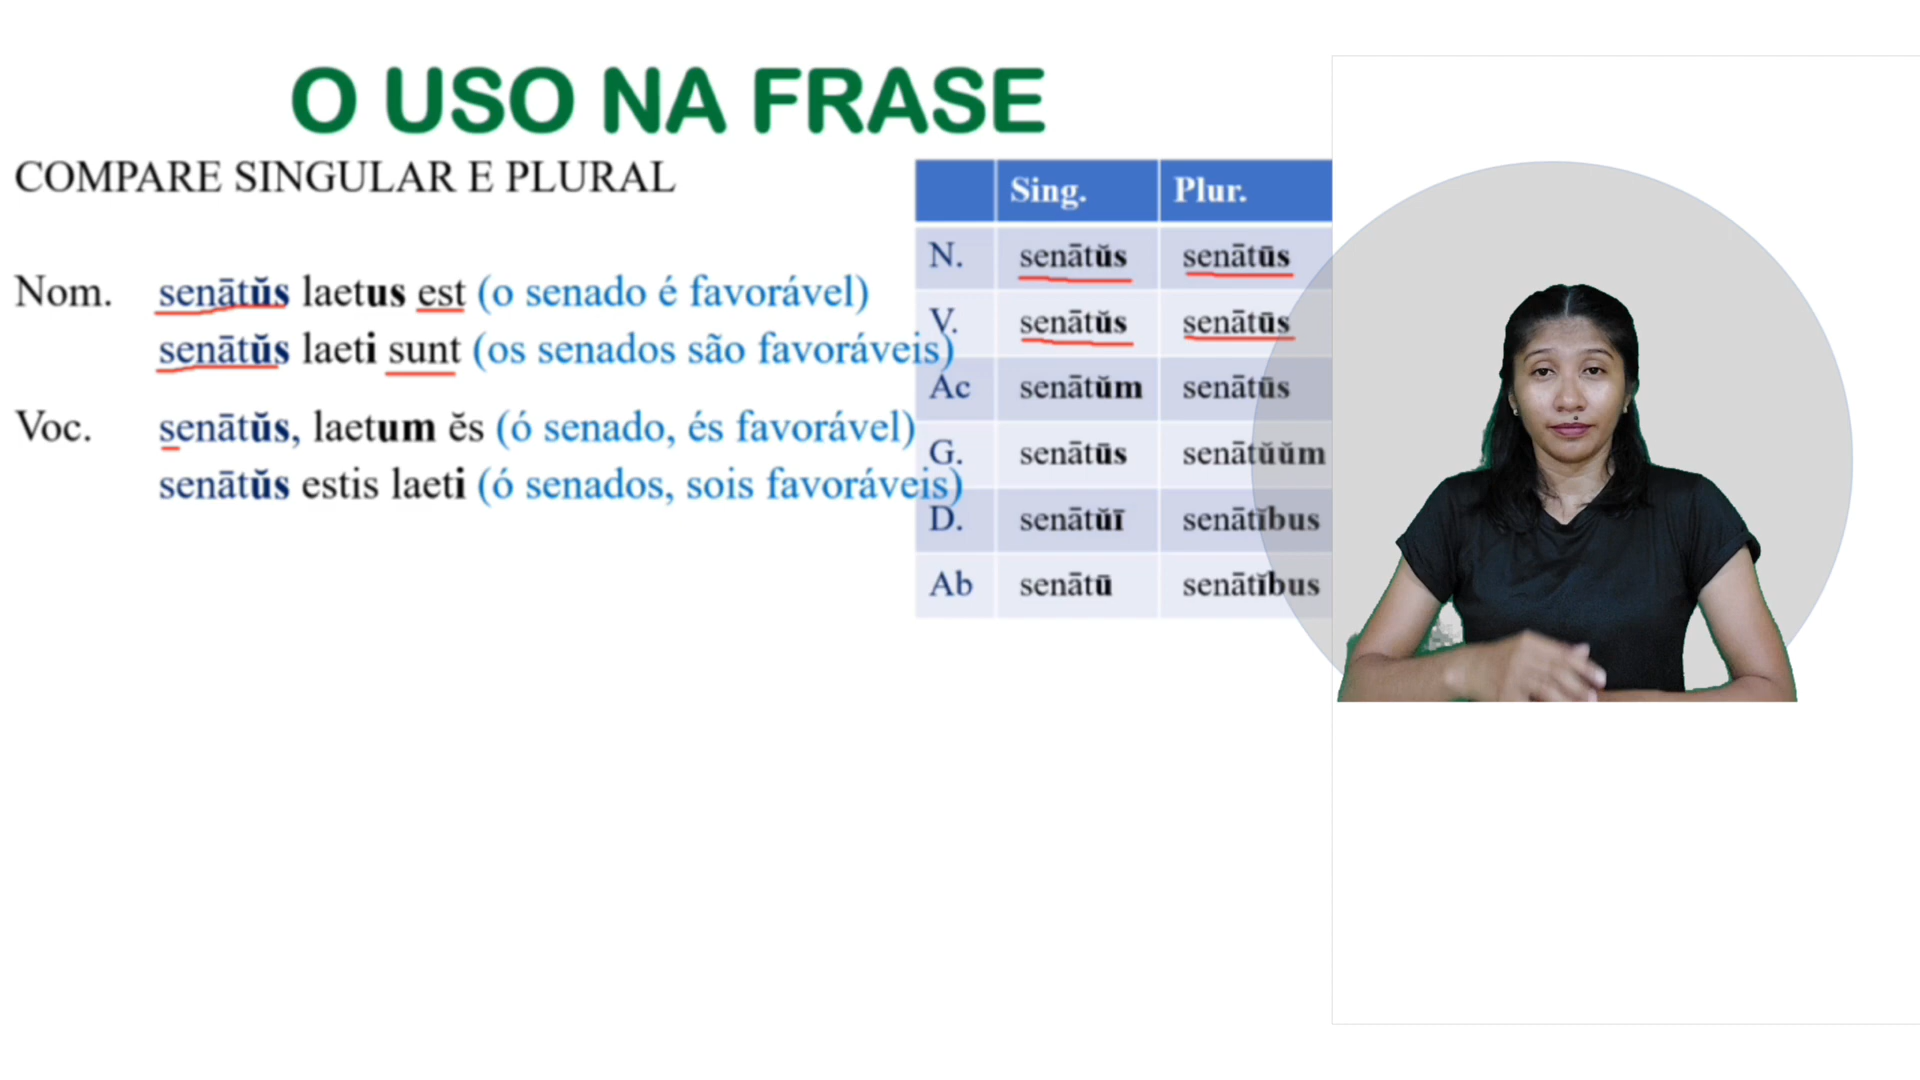 O USO NA FRASE
COMPARE SINGULAR E PLURAL
Nom. senātŭs laetus est (o senado é favorável)
senātŭs laeti sunt (os senados são favoráveis)
Voc. senātŭs, laetum ĕs (ó senado, és favorável)
senātŭs estis laeti (ó senados, sois favoráveis)
Sing. Plur.
N. senātŭs senātūs
V. senātŭs senātūs
Ac senātŭm senātūs
G. senātūs senātŭŭm
D. senātŭī senātĭbus
Ab senātū senātĭbus